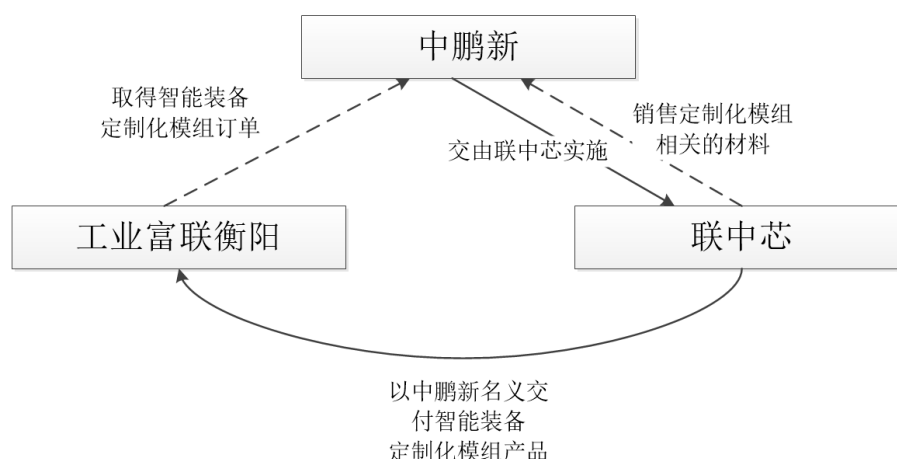 中鹏新
取得智能装备
定制化模组订单
销售定制化模组
相关的材料
交由联中芯实施
工业富联衡阳
联中芯
以中鹏新名义交
付智能装备
定制化模组产品